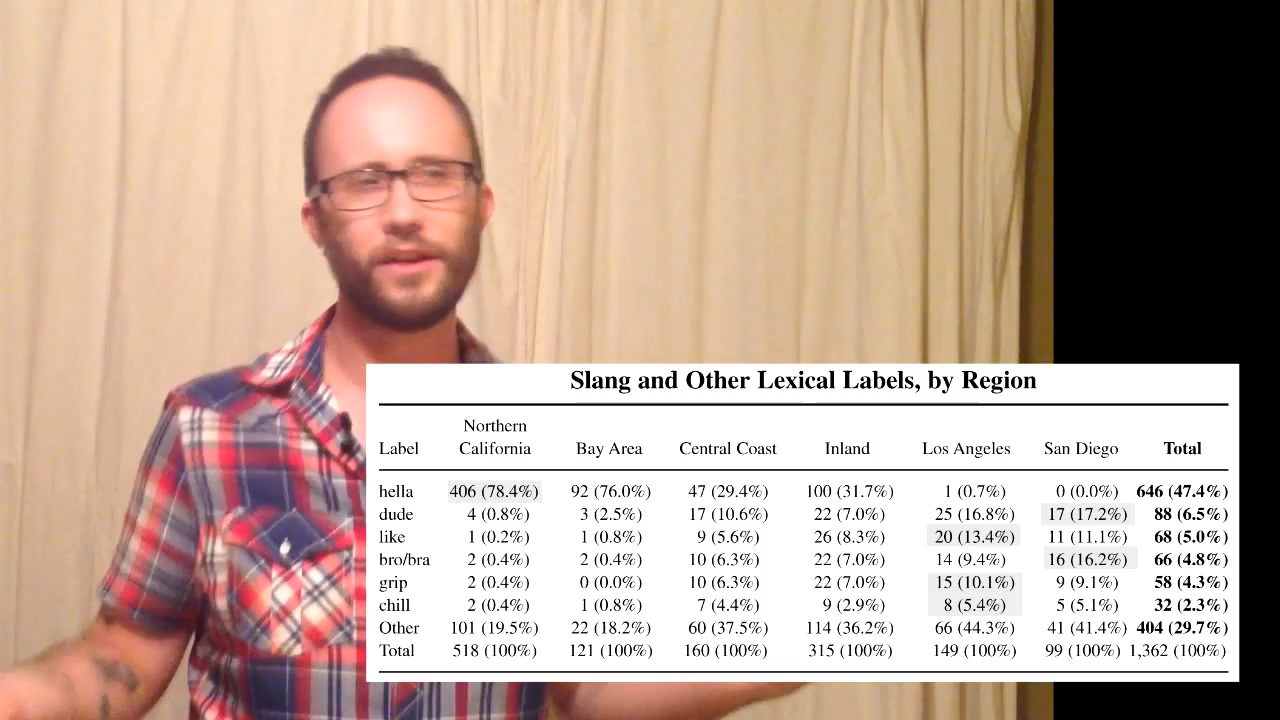 Slang and Other Lexical Labels, by Region
Northern
Label California Bay Area Central Coast Inland Los Angeles San Diego Total
hella 406 (78.4%) 92 (76.0%) 47 (29.4%) 100 (31.7%) 1 (0.7%) 0 (0.0%) 646 (47.4%)
dude 4 (0.8%) 3 (2.5%) 17 (10.6%) 22 (7.0%) 25 (16.8%) 17 (17.2%) 88 (6.5%)
like 1 (0.2%) 1 (0.8%) 9 (5.6%) 26 (8.3%) 20 (13.4%) 11 (11.1%) 68 (5.0%)
bro/bra 2 (0.4%) 2 (0.4%) 10 (6.3%) 22 (7.0%) 14 (9.4%) 16 (16.2%) 66 (4.8%)
grip 2 (0.4%) 0 (0.0%) 10 (6.3%) 22 (7.0%) 15 (10.1%) 9 (9.1%) 58 (4.3%)
chill 2 (0.4%) 1 (0.8%) 7 (4.4%) 9 (2.9%) 8 (5.4%) 5 (5.1%) 32 (2.3%)
Other 101 (19.5%) 22 (18.2%) 60 (37.5%) 114 (36.2%) 66 (44.3%) 41 (41.4%) 404 (29.7%)
Total 518 (100%) 121 (100%) 160 (100%) 315 (100%) 149 (100%) 99 (100%) 1,362 (100%)